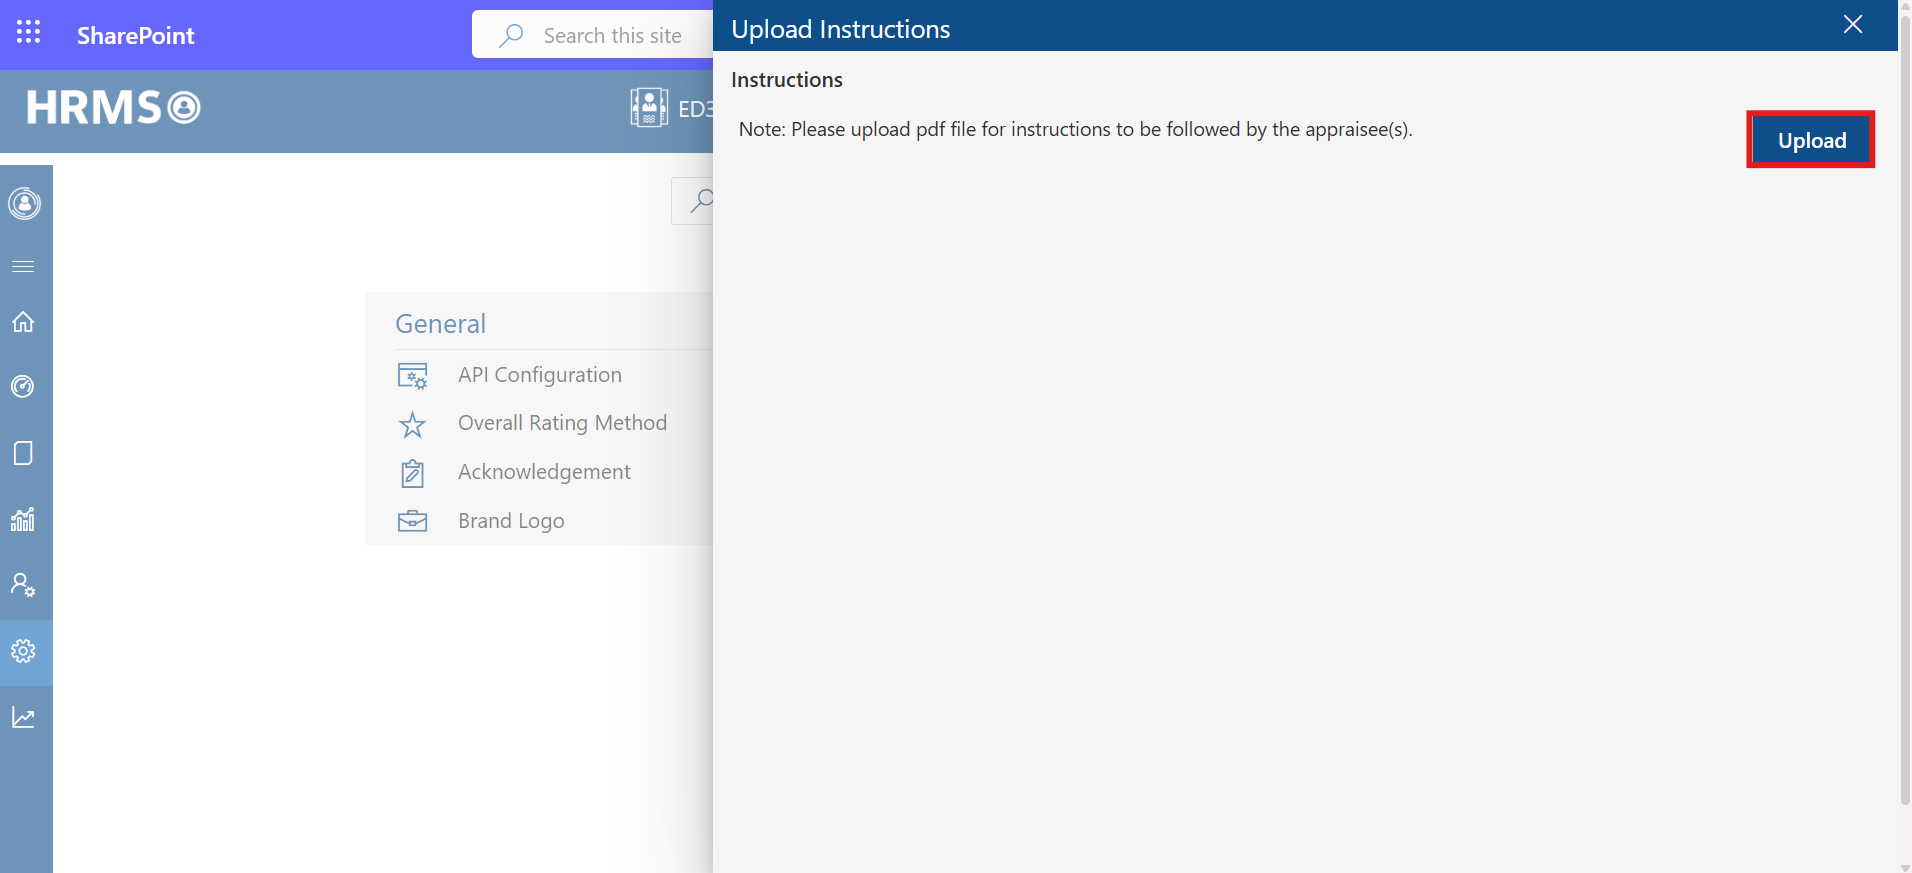 SharePoint
Search this site
Upload Instructions
HRMS
ED3
Instructions
Note: Please upload pdf file for instructions to be followed by the appraisee(s).
Upload
General
API Configuration
Overall Rating Method
Acknowledgement
Brand Logo